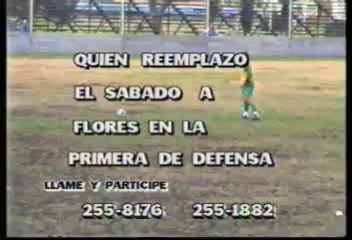 QUIEN REEMPLAZO
EL SABADO A
FLORES EN LA
PRIMERA DE DEFENSA
LLAME Y PARTICIPE
255-8176 255-1882